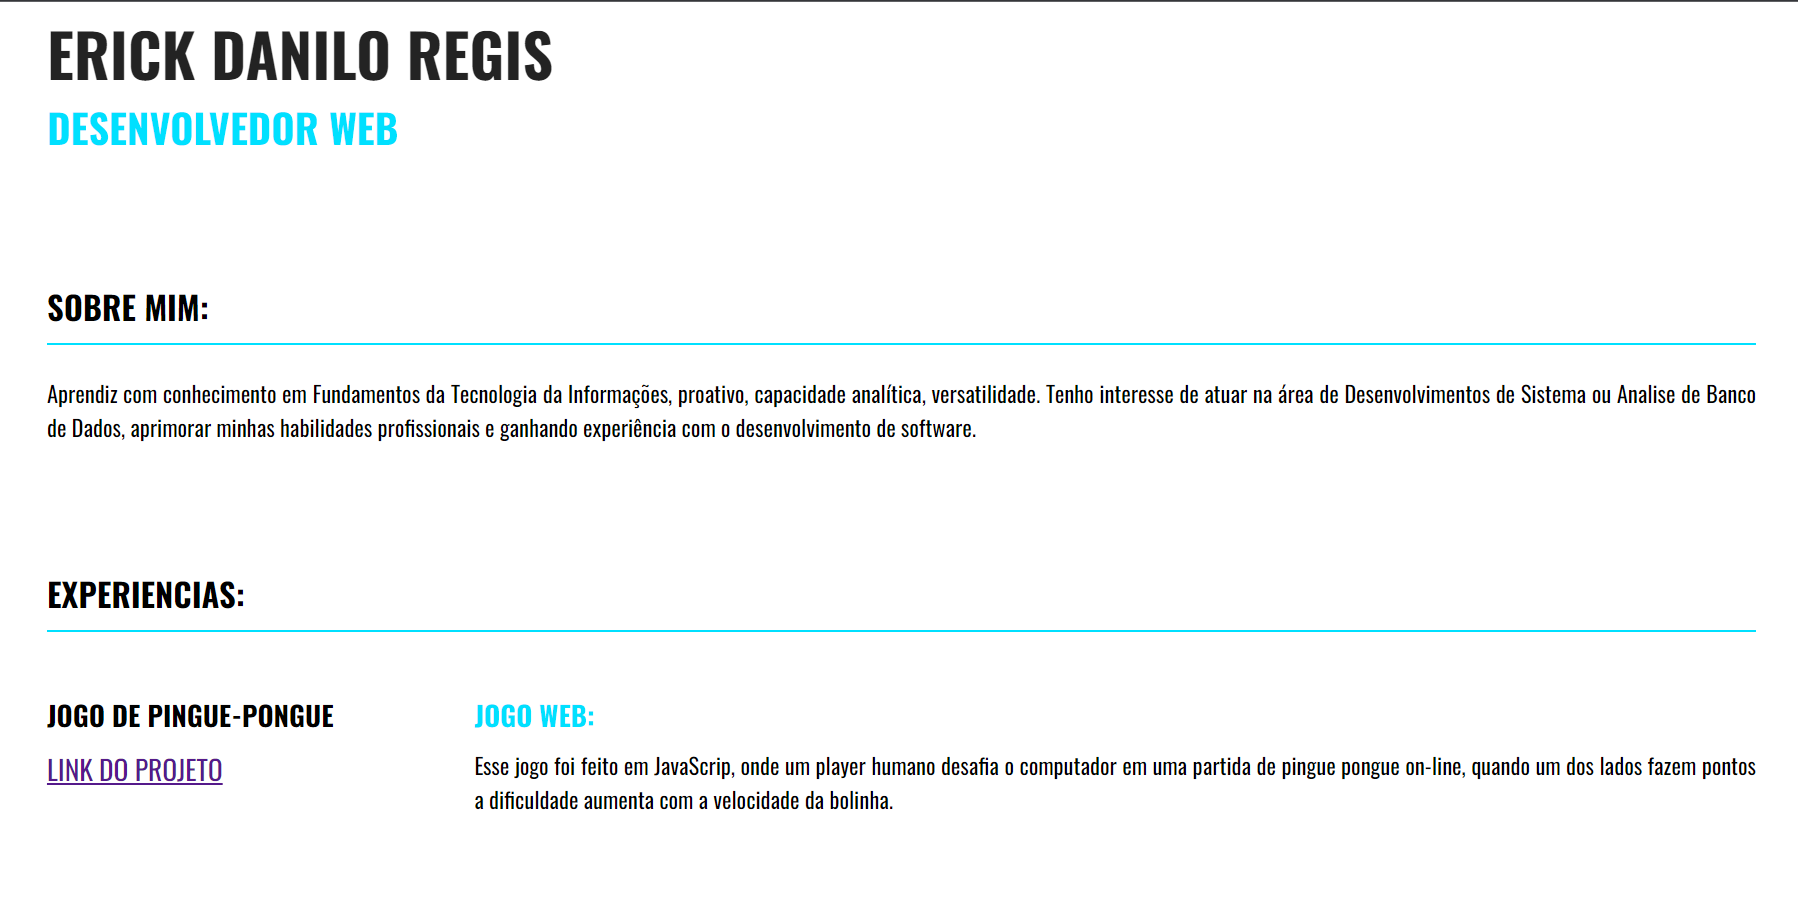 ERICK DANILO REGIS
DESENVOLVEDOR WEB
SOBRE MIM:
Aprendiz com conhecimento em Fundamentos da Tecnologia da Informações, proativo, capacidade analítica, versatilidade. Tenho interesse de atuar na área de Desenvolvimentos de Sistema ou Analise de Banco
de Dados, aprimorar minhas habilidades profissionais e ganhando experiência com o desenvolvimento de software.
EXPERIENCIAS:
JOGO DE PINGUE-PONGUE
LINK DO PROJETO
JOGO WEB:
Esse jogo foi feito em JavaScrip, onde um player humano desafia o computador em uma partida de pingue pongue on-line, quando um dos lados fazem pontos
a dificuldade aumenta com a velocidade da bolinha.